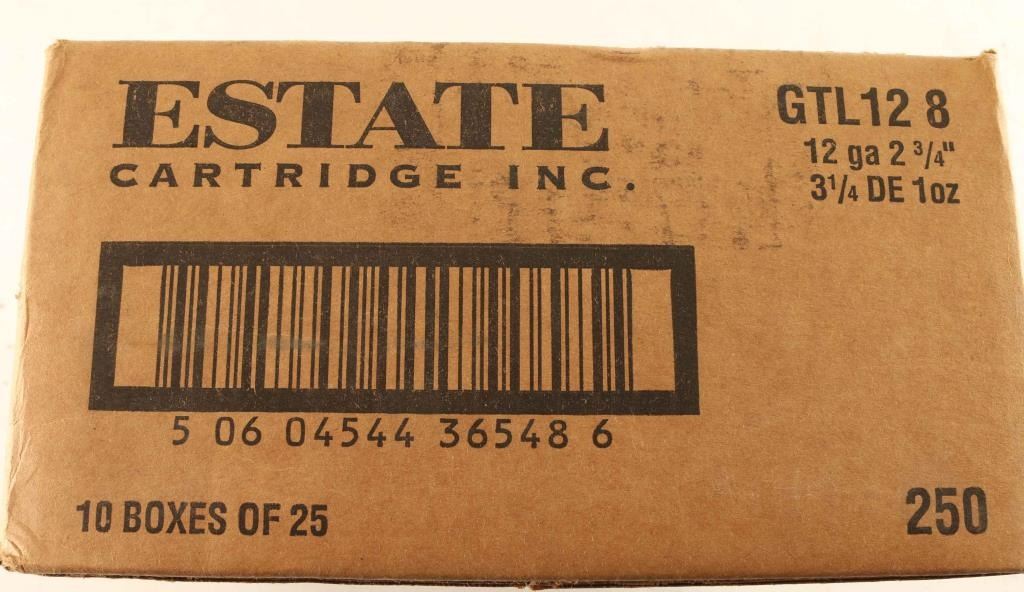 ESTATE
CARTRIDGE INC.
GTL12 8
12 ga 2 3/4"
3 1/4 DE 1oz
5 06 04544 36548 6
10 BOXES OF 25
250